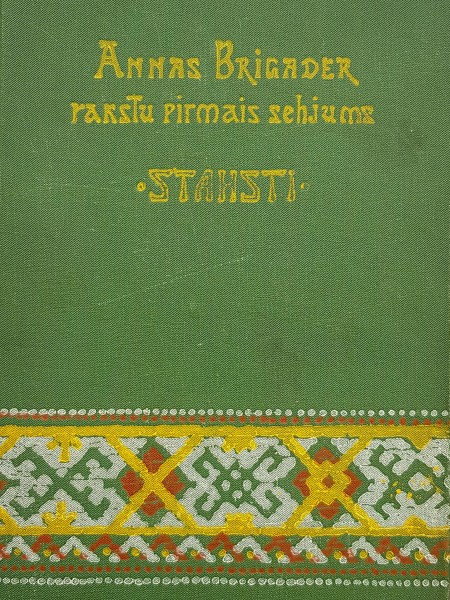 ANNAS BRIGADER
rakstu pirmais sehjums
STAHSTI